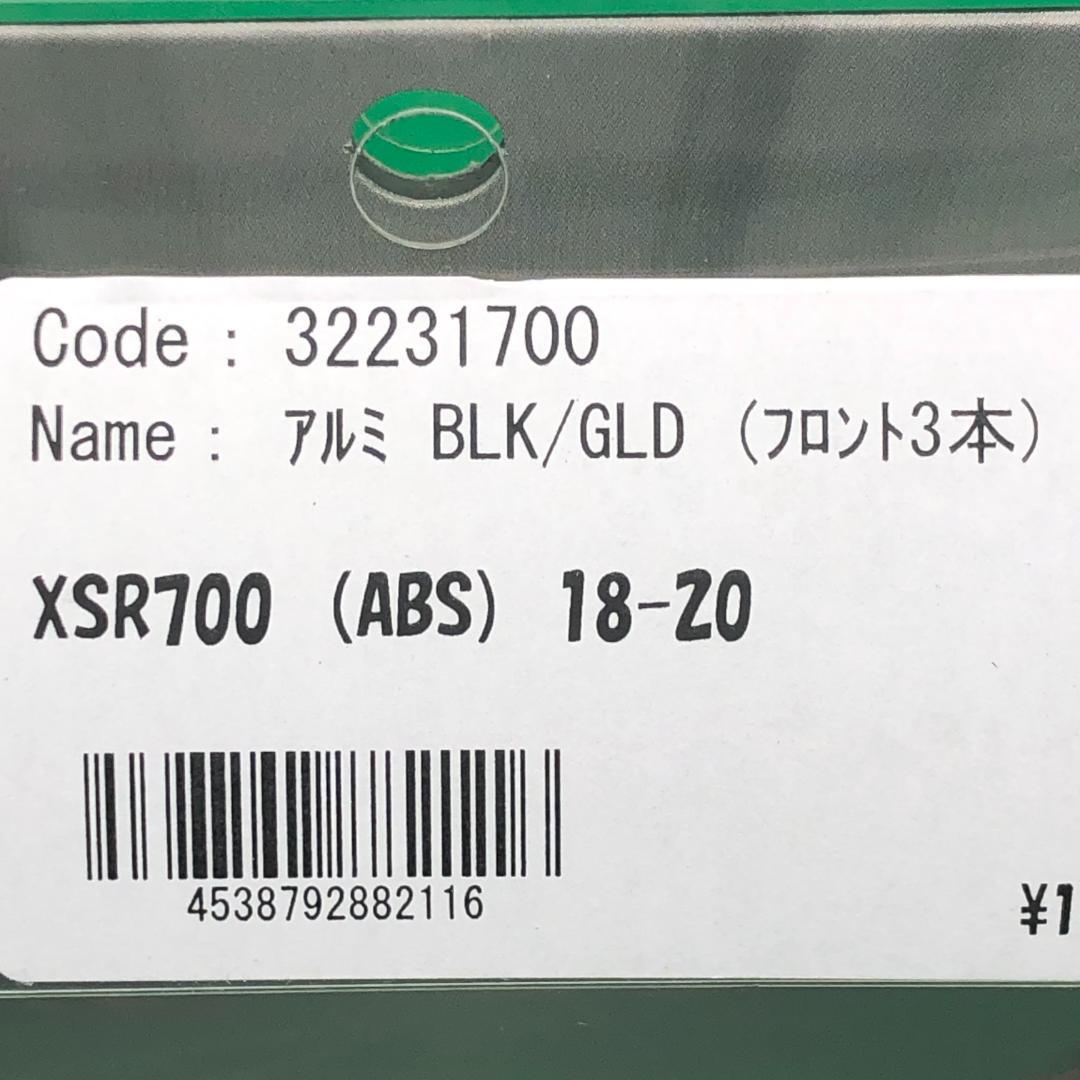 Code : 32231700
Name : ｱﾙﾐ BLK/GLD (ﾌﾛﾝﾄ3本)
XSR700 (ABS) 18-20
4538792882116
¥1